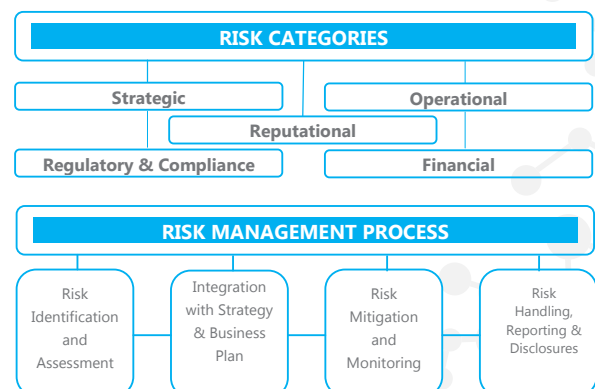 RISK CATEGORIES
Strategic
Operational
Reputational
Regulatory & Compliance
Financial
RISK MANAGEMENT PROCESS
Risk
Identification
and
Assessment
Integration
with Strategy
& Business
Plan
Risk
Mitigation
and
Monitoring
Risk
Handling,
Reporting &
Disclosures